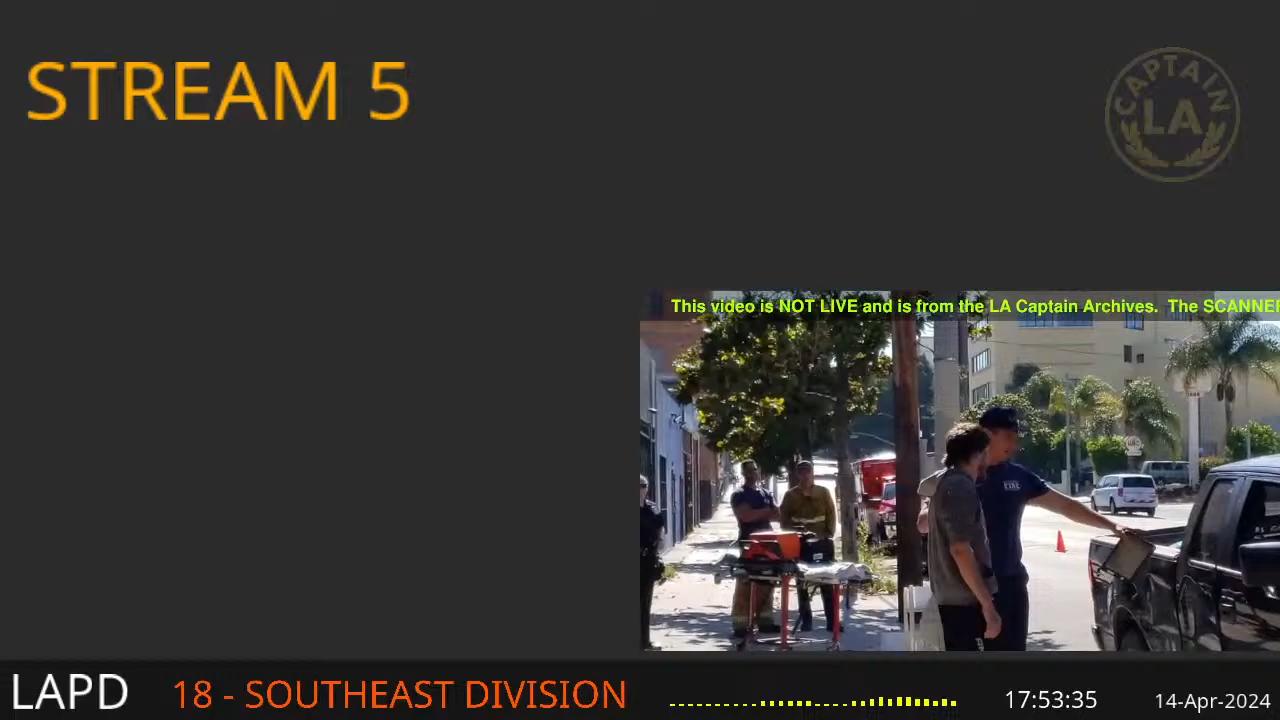 STREAM 5
CAPTAIN
LA
This video is NOT LIVE and is from the LA Captain Archives. The SCANNER
FIRE
LAPD 18 - SOUTHEAST DIVISION 17:53:35 14-Apr-2024